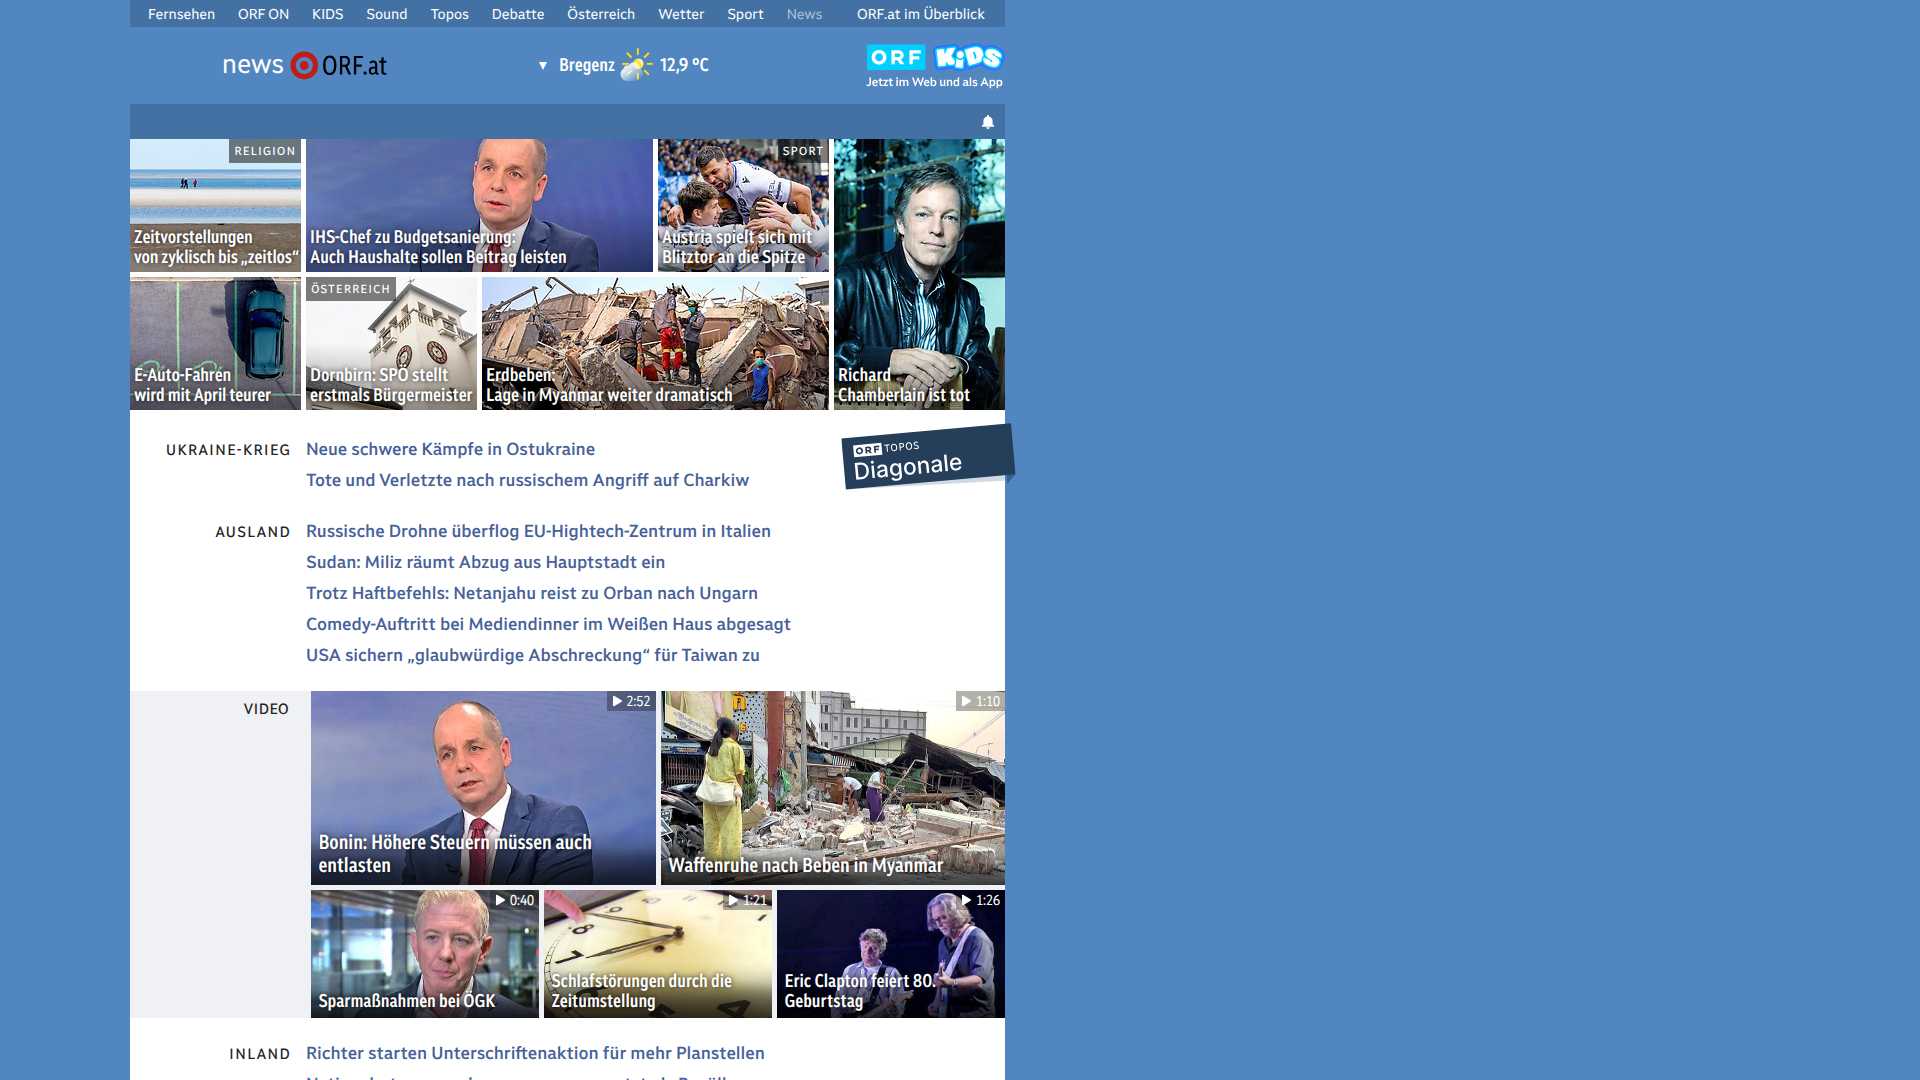 Fernsehen ORF ON KIDS Sound Topos Debatte Österreich Wetter Sport News ORF.at im Überblick
news ORF.at
▼ Bregenz 12,9 °C
ORF KiDS
Jetzt im Web und als App
RELIGION
Zeitvorstellungen
von zyklisch bis „zeitlos“
IHS-Chef zu Budgetsanierung:
Auch Haushalte sollen Beitrag leisten
SPORT
Austria spielt sich mit
Blitztor an die Spitze
E-Auto-Fahren
wird mit April teurer
ÖSTERREICH
Dornbirn: SPÖ stellt
erstmals Bürgermeister
Erdbeben:
Lage in Myanmar weiter dramatisch
Richard
Chamberlain ist tot
UKRAINE-KRIEG
Neue schwere Kämpfe in Ostukraine
Tote und Verletzte nach russischem Angriff auf Charkiw
ORF TOPOS
Diagonale
AUSLAND
Russische Drohne überflog EU-Hightech-Zentrum in Italien
Sudan: Miliz räumt Abzug aus Hauptstadt ein
Trotz Haftbefehls: Netanjahu reist zu Orban nach Ungarn
Comedy-Auftritt bei Mediendinner im Weißen Haus abgesagt
USA sichern „glaubwürdige Abschreckung“ für Taiwan zu
VIDEO
2:52
Bonin: Höhere Steuern müssen auch
entlasten
1:10
Waffenruhe nach Beben in Myanmar
0:40
Sparmaßnahmen bei ÖGK
1:21
Schlafstörungen durch die
Zeitumstellung
1:26
Eric Clapton feiert 80.
Geburtstag
INLAND
Richter starten Unterschriftenaktion für mehr Planstellen